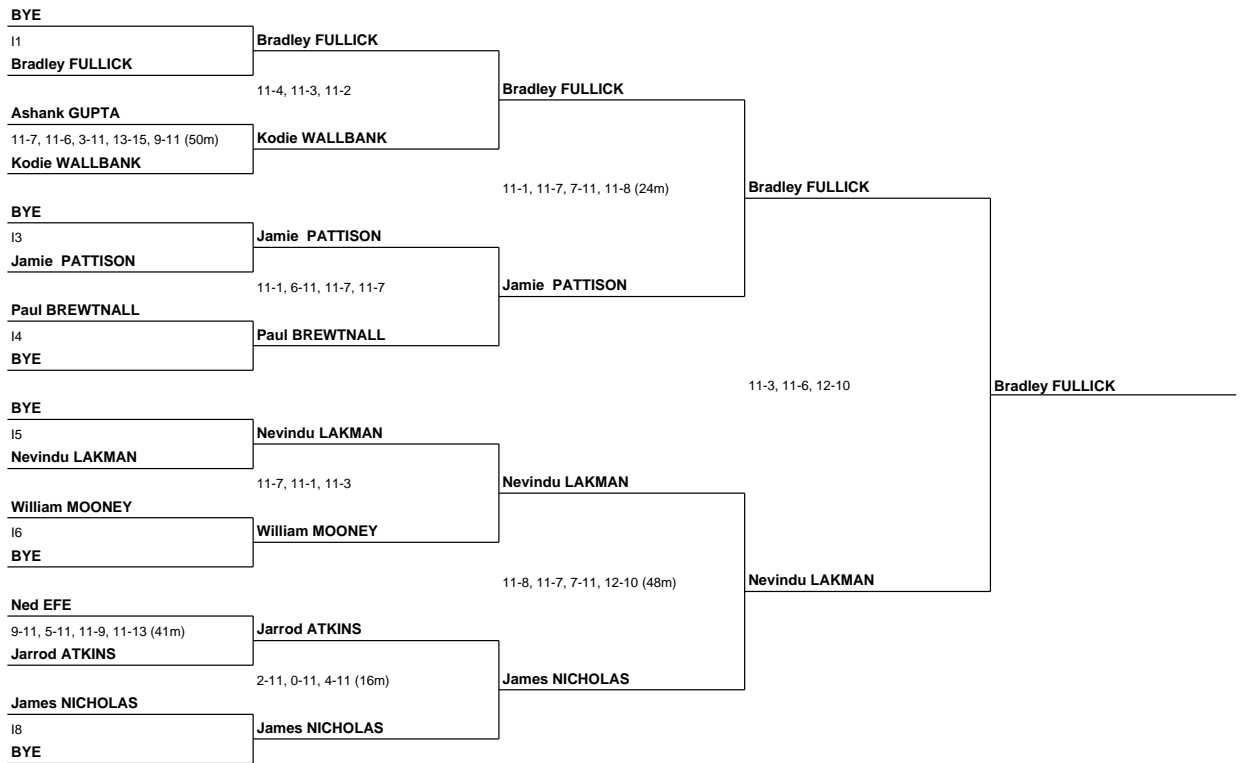 BYE
I1
Bradley FULLICK
Ashank GUPTA
11-7, 11-6, 3-11, 13-15, 9-11 (50m)
Kodie WALLBANK
BYE
I3
Jamie PATTISON
Paul BREWTNALL
I4
BYE
BYE
I5
Nevindu LAKMAN
William MOONEY
I6
BYE
Ned EFE
9-11, 5-11, 11-9, 11-13 (41m)
Jarrod ATKINS
James NICHOLAS
I8
BYE
Bradley FULLICK
11-4, 11-3, 11-2
Kodie WALLBANK
Jamie PATTISON
11-1, 6-11, 11-7, 11-7
Paul BREWTNALL
Nevindu LAKMAN
11-7, 11-1, 11-3
William MOONEY
Jarrod ATKINS
2-11, 0-11, 4-11 (16m)
James NICHOLAS
Bradley FULLICK
11-1, 11-7, 7-11, 11-8 (24m)
Jamie PATTISON
Nevindu LAKMAN
11-8, 11-7, 7-11, 12-10 (48m)
James NICHOLAS
Bradley FULLICK
11-3, 11-6, 12-10
Nevindu LAKMAN
Bradley FULLICK